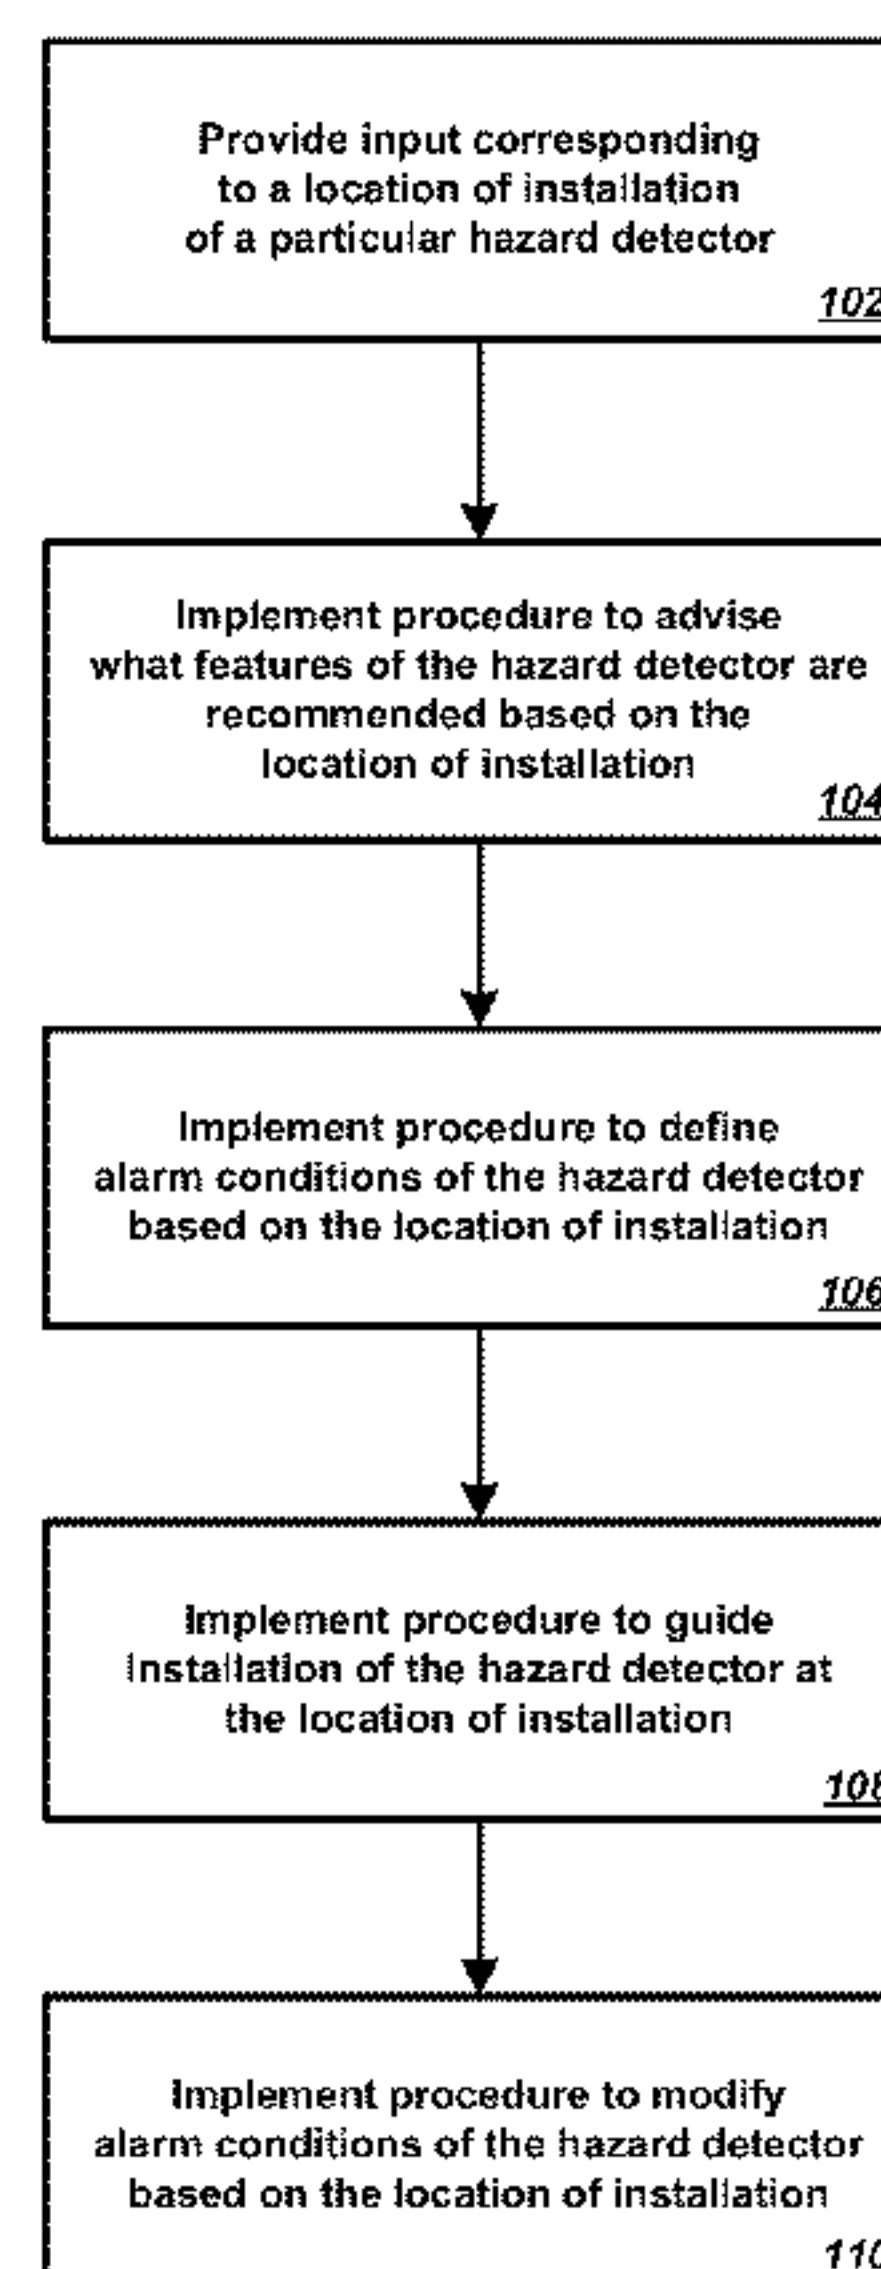 Provide input corresponding
to a location of installation
of a particular hazard detector
102
Implement procedure to advise
what features of the hazard detector are
recommended based on the
location of installation
104
Implement procedure to define
alarm conditions of the hazard detector
based on the location of installation
106
Implement procedure to guide
installation of the hazard detector at
the location of installation
108
Implement procedure to modify
alarm conditions of the hazard detector
based on the location of installation
110